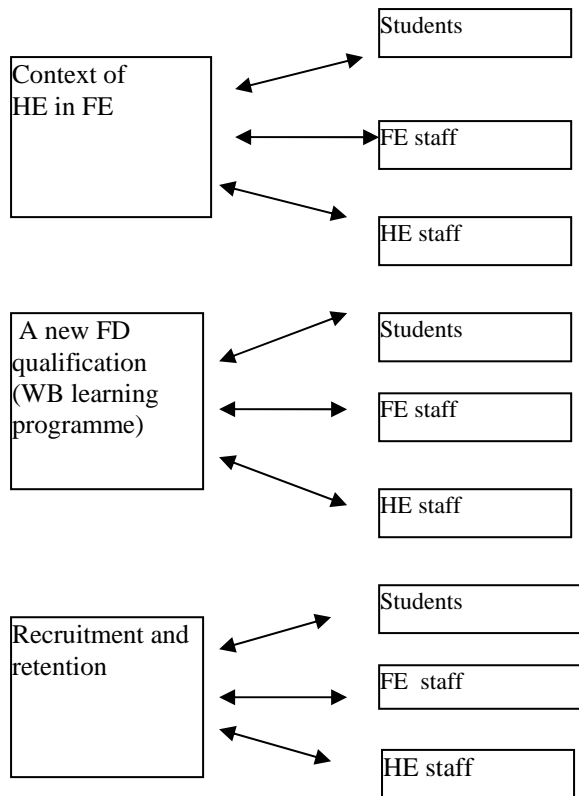 Students
Context of
HE in FE
FE staff
HE staff
A new FD
qualification
(WB learning
programme)
Students
FE staff
HE staff
Recruitment and
retention
Students
FE staff
HE staff